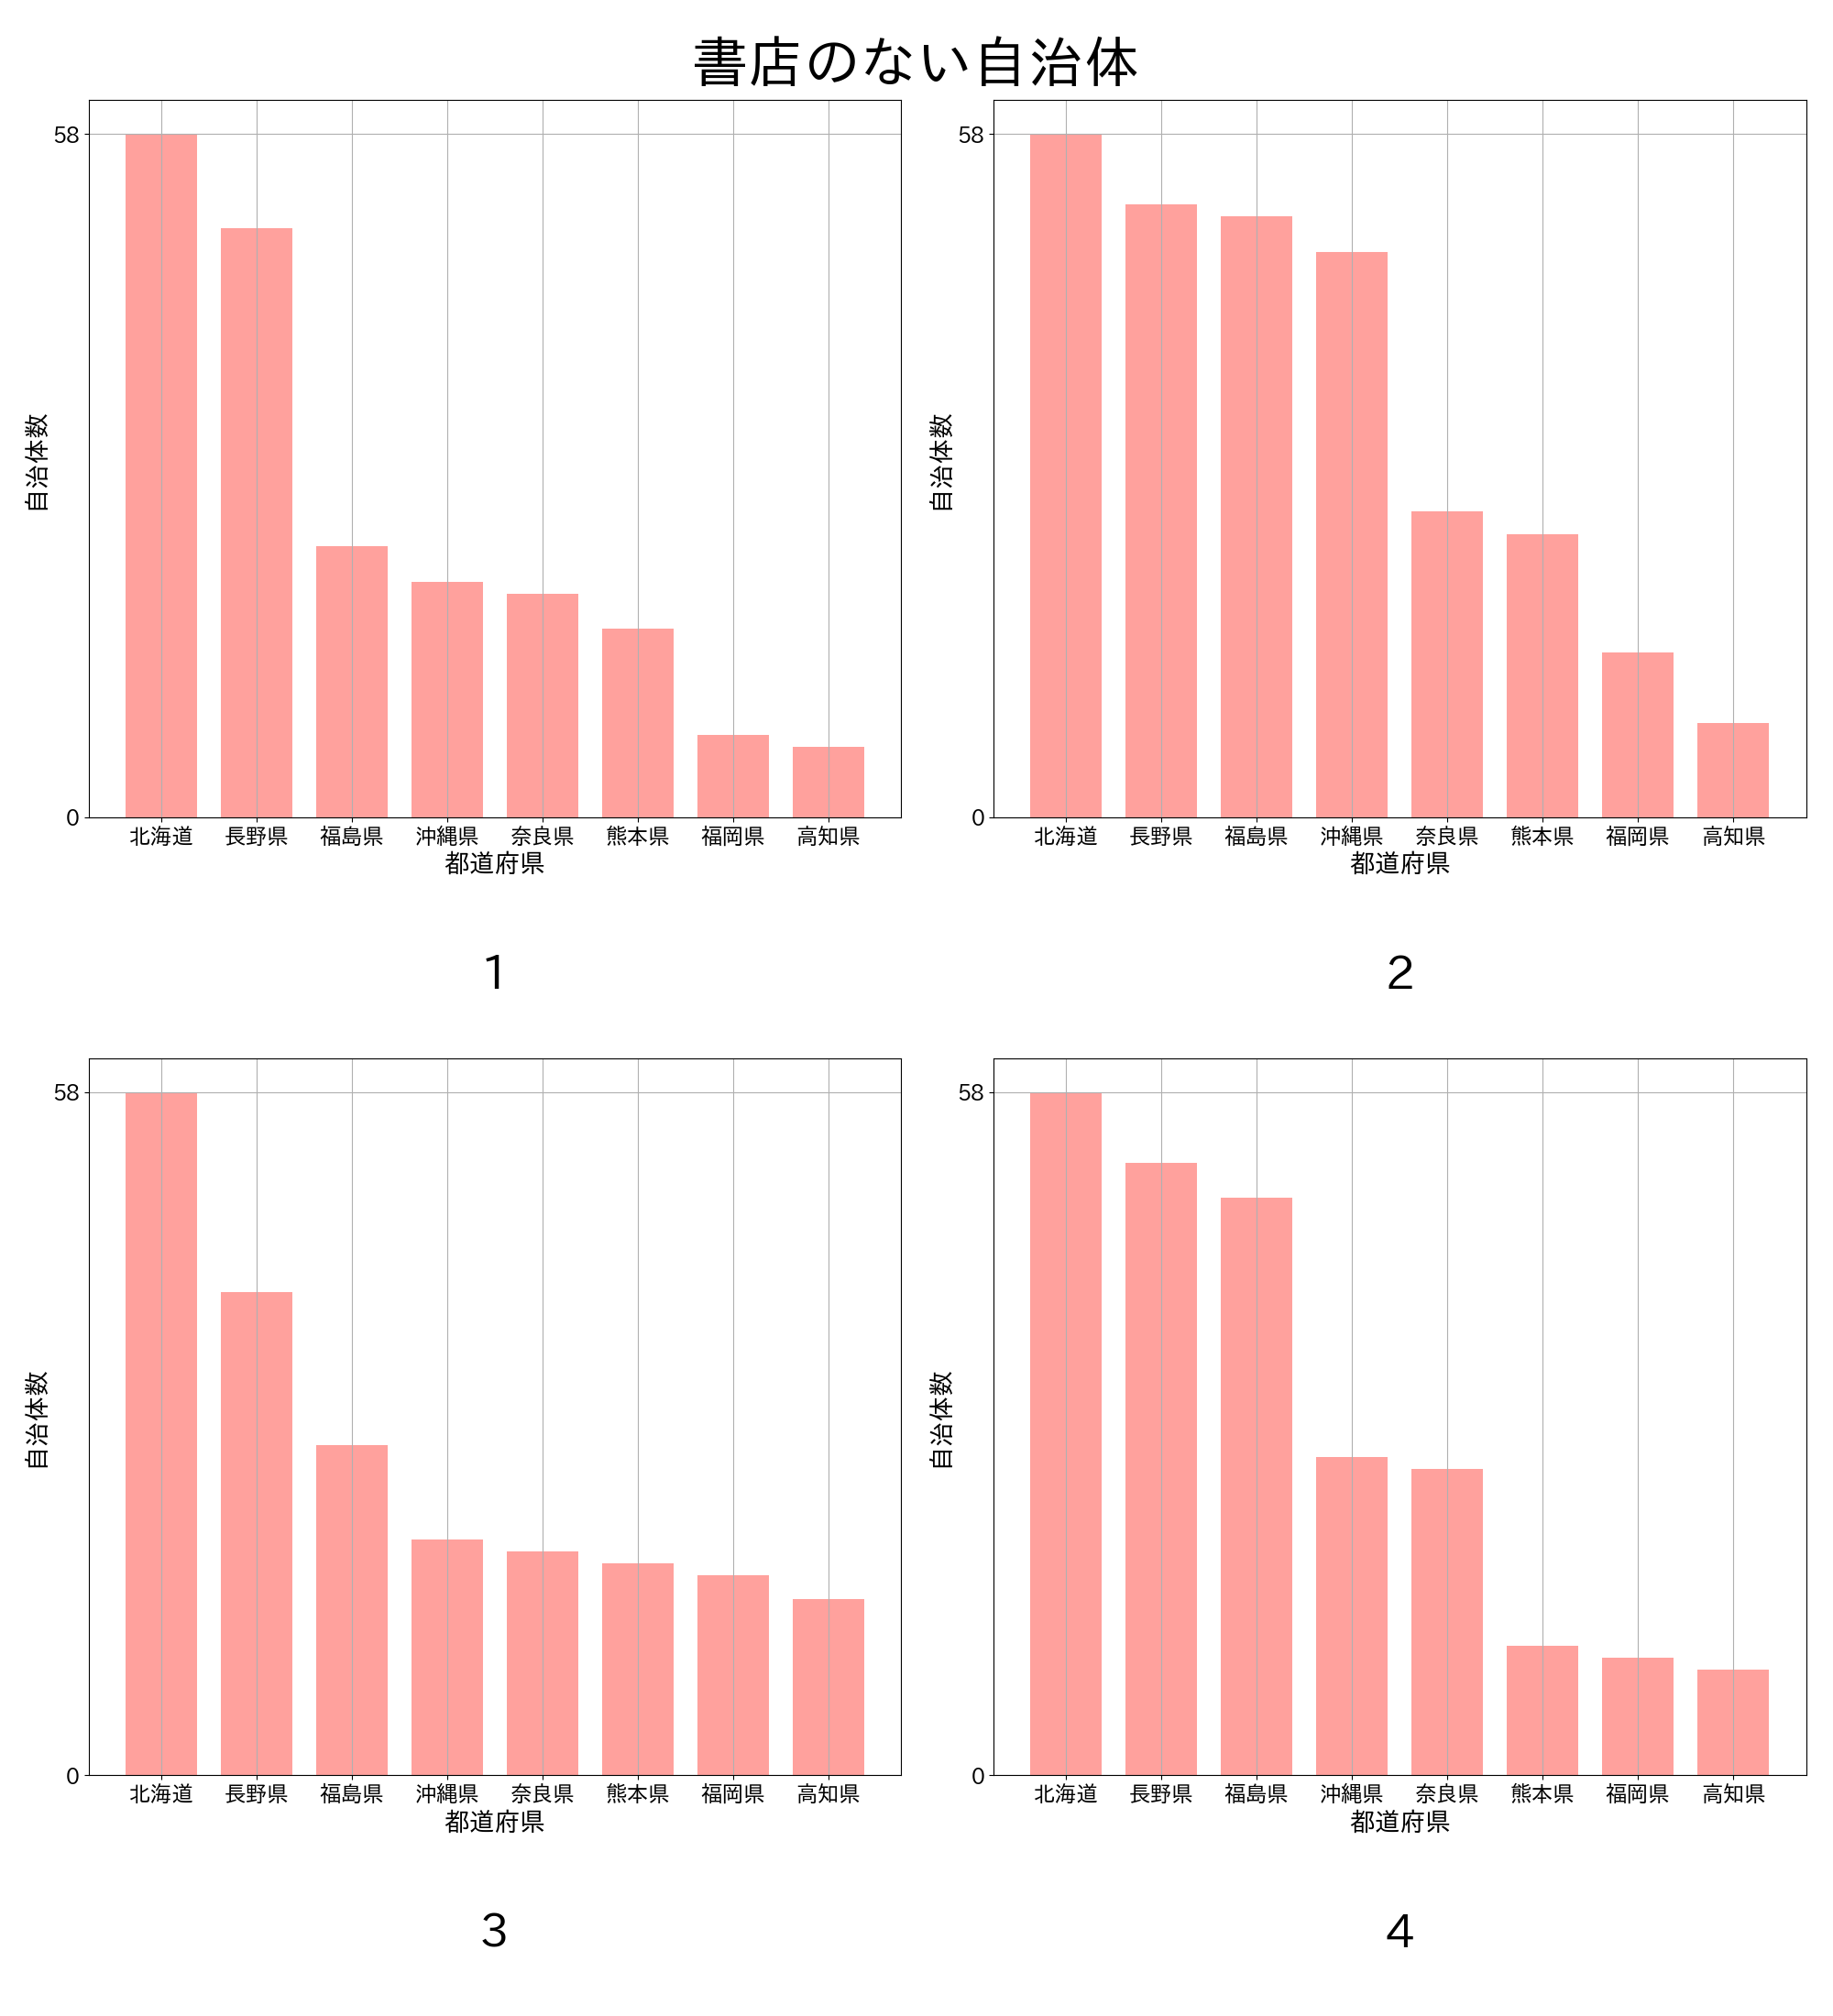 書店のない自治体
58
0
自治体数
北海道 長野県 福島県 沖縄県 奈良県 熊本県 福岡県 高知県
都道府県
1
58
0
自治体数
北海道 長野県 福島県 沖縄県 奈良県 熊本県 福岡県 高知県
都道府県
2
58
0
自治体数
北海道 長野県 福島県 沖縄県 奈良県 熊本県 福岡県 高知県
都道府県
3
58
0
自治体数
北海道 長野県 福島県 沖縄県 奈良県 熊本県 福岡県 高知県
都道府県
4